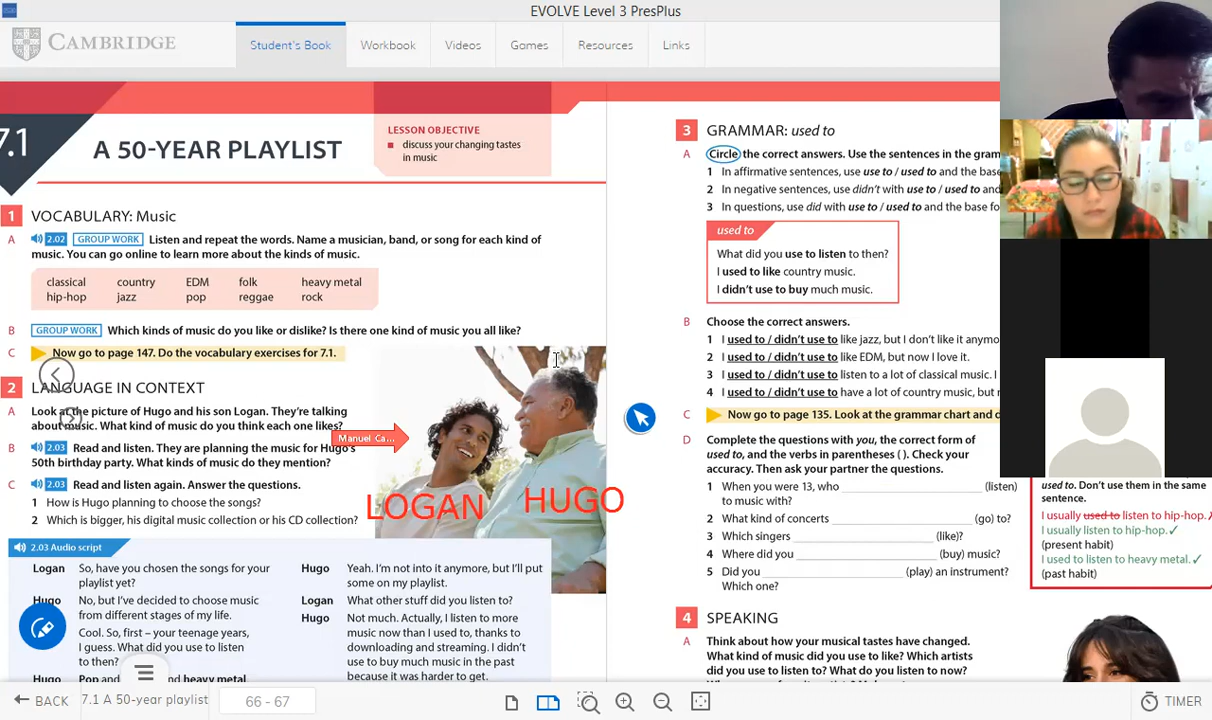 EVOLVE Level 3 PresPlus
CAMBRIDGE
Student's Book
Workbook
Videos
Games
Resources
Links
7.1
A 50-YEAR PLAYLIST
LESSON OBJECTIVE
discuss your changing tastes
in music
1 VOCABULARY: Music
A 2.02 GROUP WORK Listen and repeat the words. Name a musician, band, or song for each kind of
music. You can go online to learn more about the kinds of music.
classical country EDM folk heavy metal
hip-hop jazz pop reggae rock
B GROUP WORK Which kinds of music do you like or dislike? Is there one kind of music you all like?
C Now go to page 147. Do the vocabulary exercises for 7.1.
2 LANGUAGE IN CONTEXT
A Look at the picture of Hugo and his son Logan. They're talking
about music. What kind of music do you think each one likes?
B 2.03 Read and listen. They are planning the music for Hugo's
50th birthday party. What kinds of music do they mention?
C 2.03 Read and listen again. Answer the questions.
1 How is Hugo planning to choose the songs?
2 Which is bigger, his digital music collection or his CD collection?
Manuel Ca...
LOGAN
HUGO
2.03 Audio script
Logan So, have you chosen the songs for your
playlist yet?
Hugo No, but I've decided to choose music
from different stages of my life.
Cool. So, first – your teenage years,
I guess. What did you use to listen
to then?
Hugo Pop and heavy metal.
Hugo Yeah. I'm not into it anymore, but I'll put
some on my playlist.
Logan What other stuff did you listen to?
Hugo Not much. Actually, I listen to more
music now than I used to, thanks to
downloading and streaming. I didn't
use to buy much music in the past
because it was harder to get.
3 GRAMMAR: used to
A Circle the correct answers. Use the sentences in the gram
1 In affirmative sentences, use use to / used to and the base
2 In negative sentences, use didn't with use to / used to and
3 In questions, use did with use to / used to and the base fo
used to
What did you use to listen to then?
I used to like country music.
I didn't use to buy much music.
B Choose the correct answers.
1 I used to / didn't use to like jazz, but I don't like it anymo
2 I used to / didn't use to like EDM, but now I love it.
3 I used to / didn't use to listen to a lot of classical music. I
4 I used to / didn't use to have a lot of country music, but
C Now go to page 135. Look at the grammar chart and d
D Complete the questions with you, the correct form of
used to, and the verbs in parentheses ( ). Check your
accuracy. Then ask your partner the questions.
1 When you were 13, who ____ (listen)
to music with?
2 What kind of concerts ____ (go) to?
3 Which singers ____ (like)?
4 Where did you ____ (buy) music?
5 Did you ____ (play) an instrument?
Which one?
used to. Don't use them in the same
sentence.
I usually used to listen to hip-hop. ✗
I usually listen to hip-hop. ✓
(present habit)
I used to listen to heavy metal. ✓
(past habit)
4 SPEAKING
A Think about how your musical tastes have changed.
What kind of music did you use to like? Which artists
did you use to listen to? What do you listen to now?
BACK
7.1 A 50-year playlist
66 - 67
TIMER